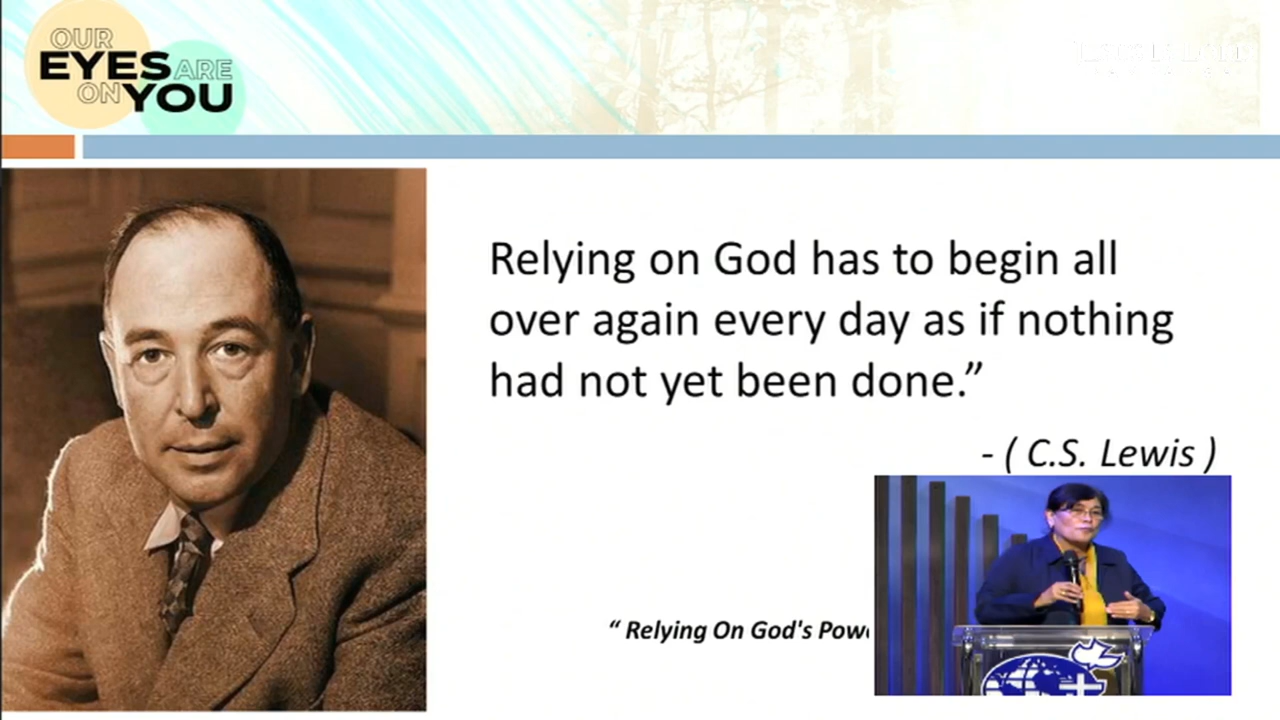 OUR
EYES ARE
ON YOU
Relying on God has to begin all
over again every day as if nothing
had not yet been done.”
- ( C.S. Lewis )
“ Relying On God's